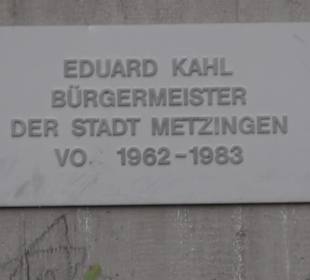 EDUARD KAHL
BÜRGERMEISTER
DER STADT METZINGEN
VO. 1962-1983